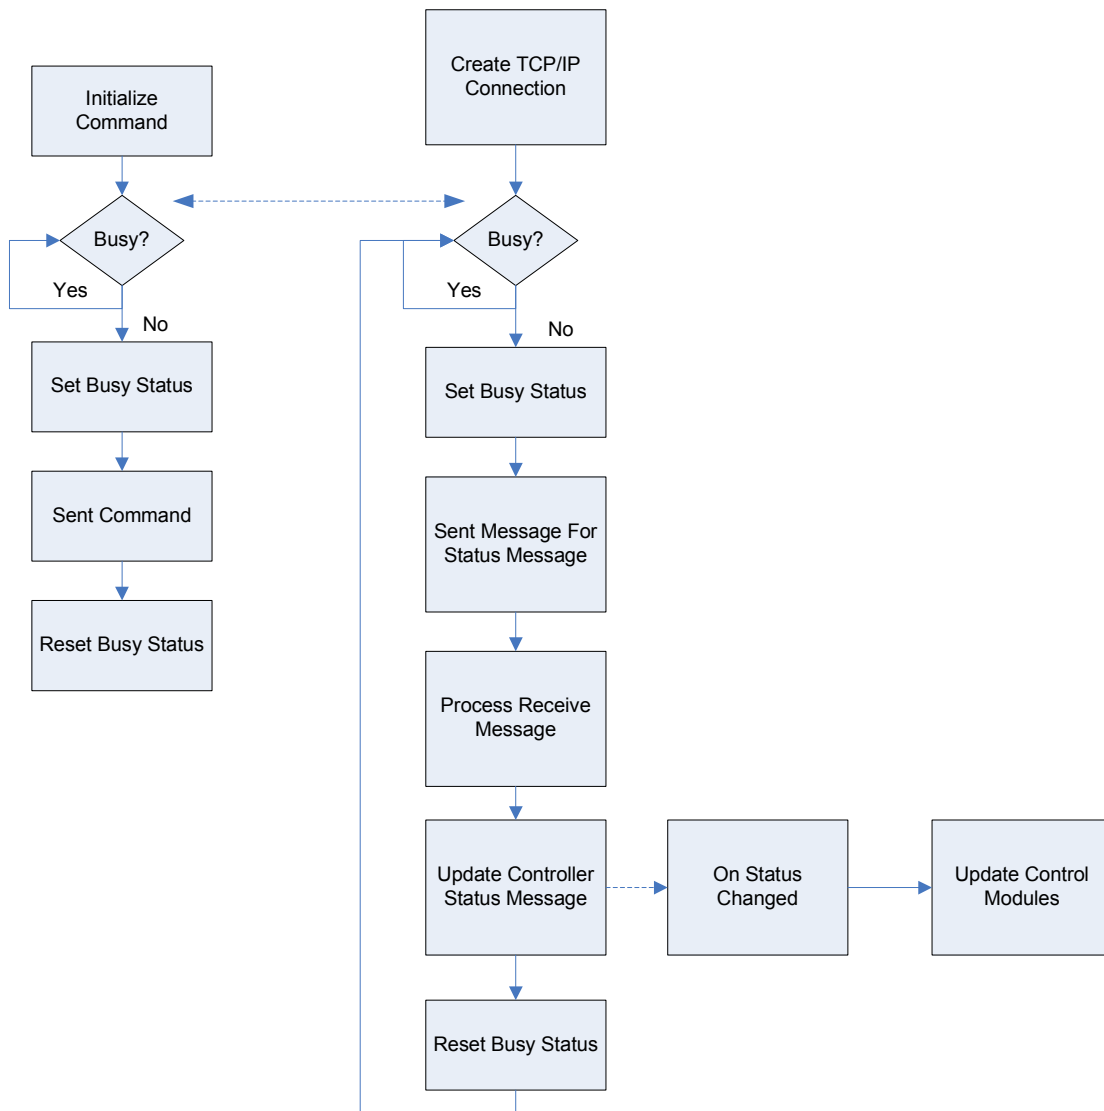 Initialize
Command
Busy?
Yes
No
Set Busy Status
Sent Command
Reset Busy Status
Create TCP/IP
Connection
Busy?
Yes
No
Set Busy Status
Sent Message For
Status Message
Process Receive
Message
Update Controller
Status Message
On Status
Changed
Update Control
Modules
Reset Busy Status